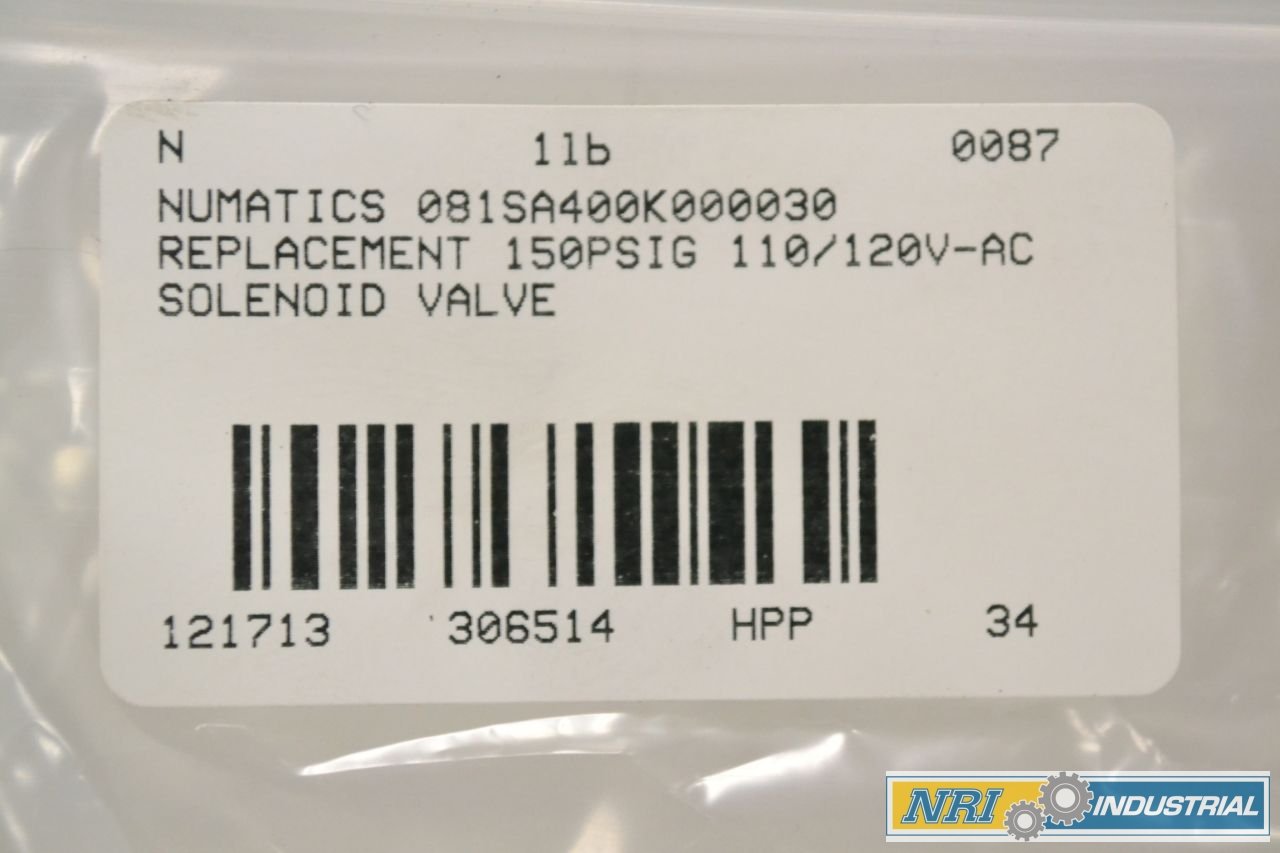 N 1lb 0087
NUMATICS 081SA400K000030
REPLACEMENT 150PSIG 110/120V-AC
SOLENOID VALVE
121713 306514 HPP 34
NRI INDUSTRIAL